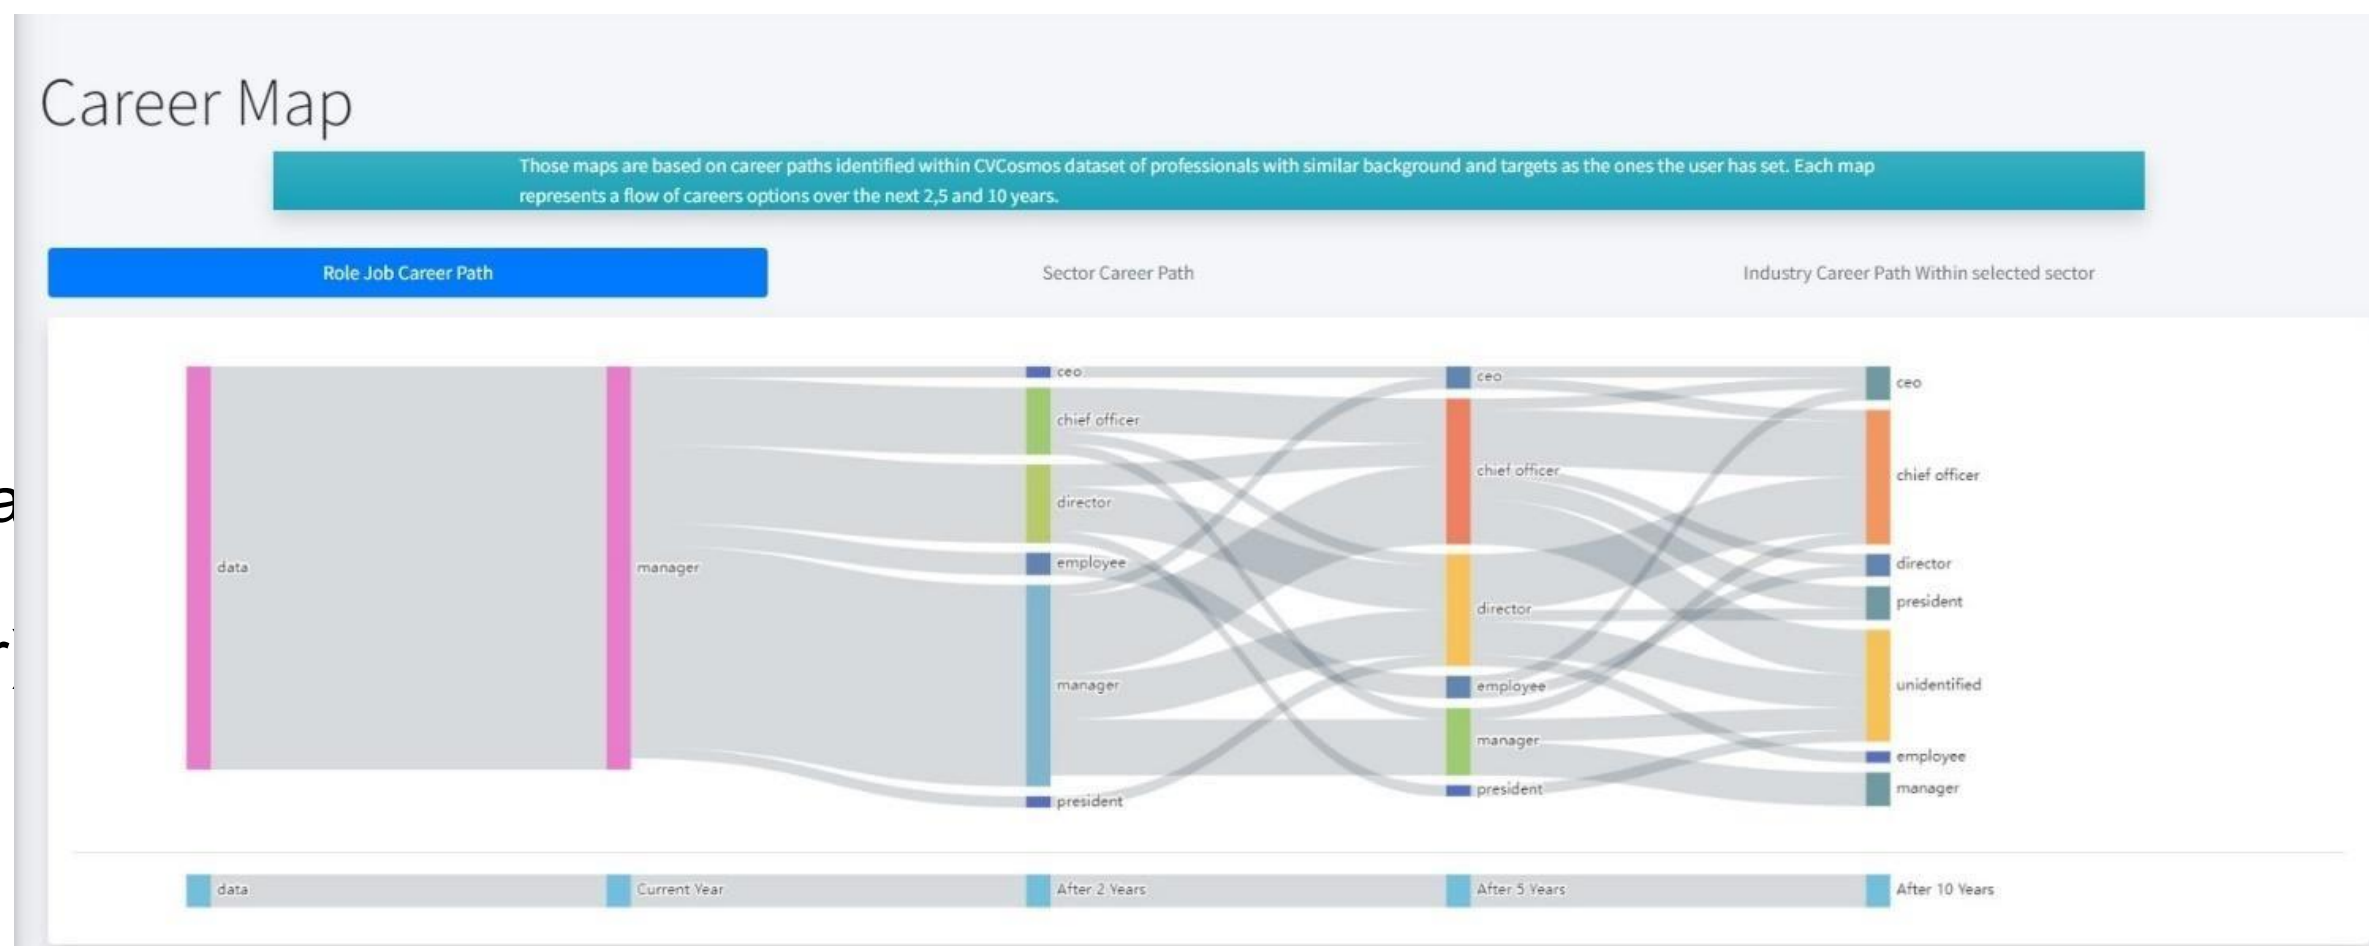 Career Map
Those maps are based on career paths identified within CVCosmos dataset of professionals with similar background and targets as the ones the user has set. Each map
represents a flow of careers options over the next 2,5 and 10 years.
Role Job Career Path
Sector Career Path
Industry Career Path Within selected sector
data
manager
ceo
chief officer
director
employee
manager
president
ceo
chief officer
director
employee
manager
president
ceo
chief officer
director
president
unidentified
employee
manager
data
Current Year
After 2 Years
After 5 Years
After 10 Years